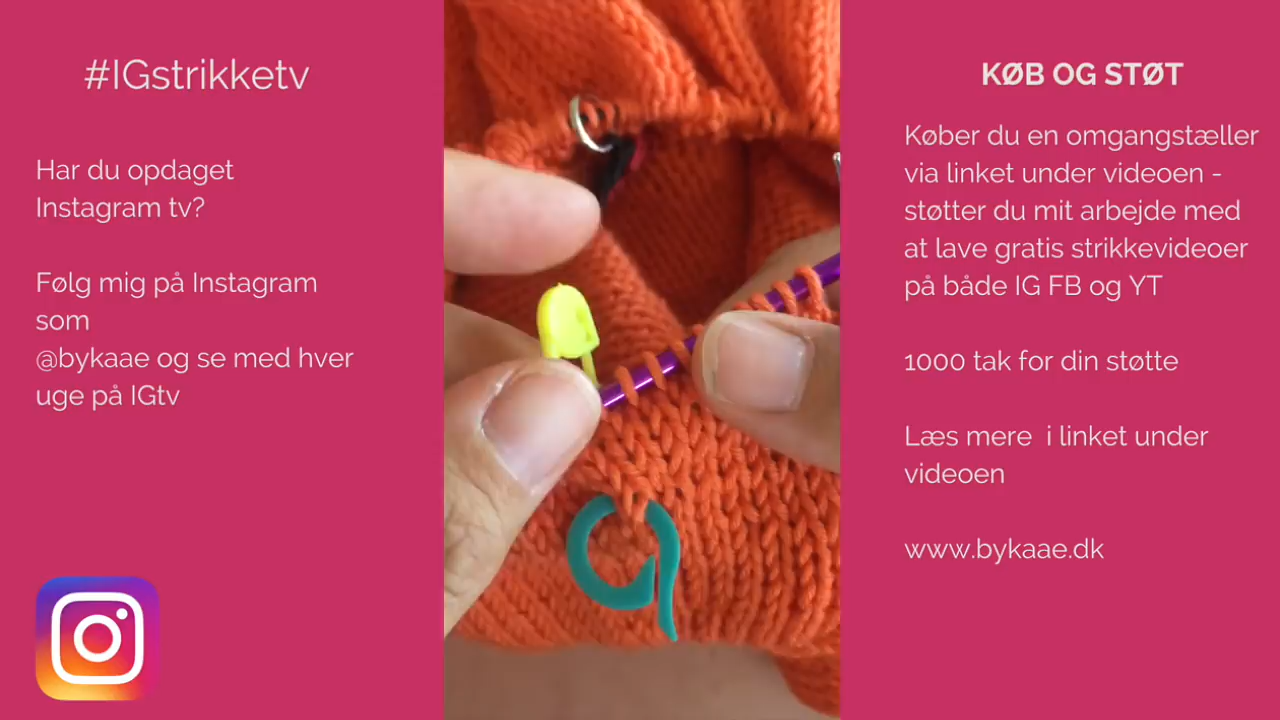 #IGstrikketv
Har du opdaget
Instagram tv?
Følg mig på Instagram
som
@bykaae og se med hver
uge på IGtv
KØB OG STØT
Køber du en omgangstæller
via linket under videoen -
støtter du mit arbejde med
at lave gratis strikkevideoer
på både IG FB og YT
1000 tak for din støtte
Læs mere  i linket under
videoen
www.bykaae.dk